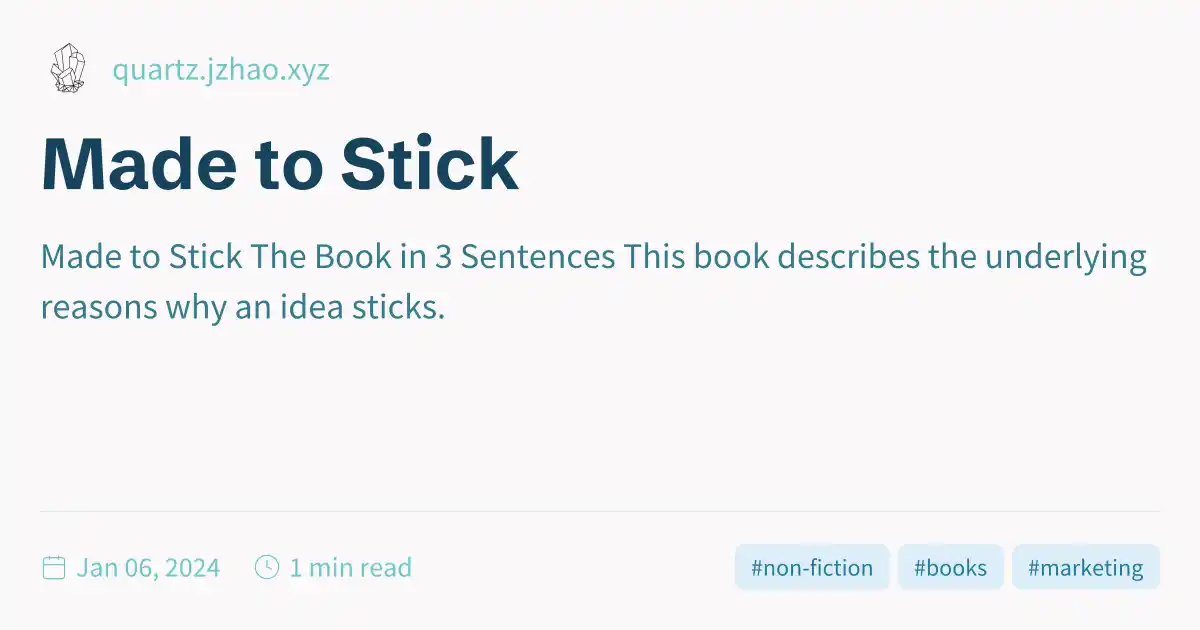 quartz.jzhao.xyz
Made to Stick
Made to Stick The Book in 3 Sentences This book describes the underlying
reasons why an idea sticks.
Jan 06, 2024 1 min read #non-fiction #books #marketing